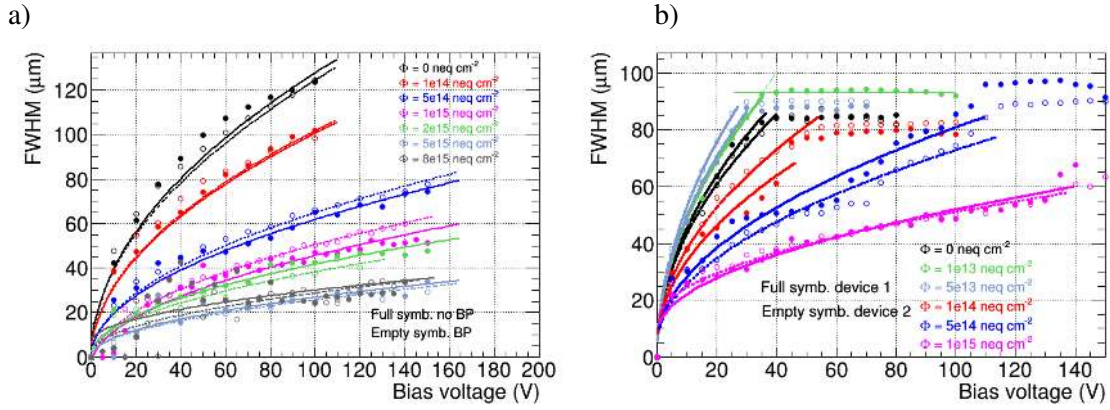 a)
FWHM (μm)
120
100
80
60
40
20
0
Φ = 0 neq cm-2
Φ = 1e14 neq cm-2
Φ = 5e14 neq cm-2
Φ = 1e15 neq cm-2
Φ = 2e15 neq cm-2
Φ = 5e15 neq cm-2
Φ = 8e15 neq cm-2
Full symb. no BP
Empty symb. BP
0 20 40 60 80 100 120 140 160 180 200
Bias voltage (V)
b)
FWHM (μm)
100
80
60
40
20
0
Φ = 0 neq cm-2
Φ = 1e13 neq cm-2
Φ = 5e13 neq cm-2
Φ = 1e14 neq cm-2
Φ = 5e14 neq cm-2
Φ = 1e15 neq cm-2
Full symb. device 1
Empty symb. device 2
0 20 40 60 80 100 120 140
Bias voltage (V)